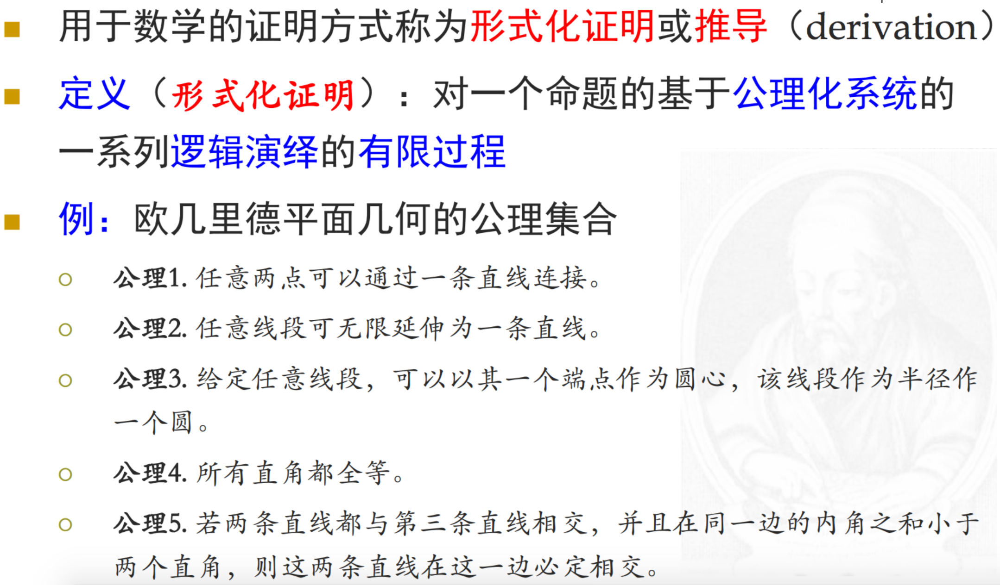 用于数学的证明方式称为形式化证明或推导（derivation）
定义（形式化证明）：对一个命题的基于公理化系统的
一系列逻辑演绎的有限过程
例：欧几里德平面几何的公理集合
公理1. 任意两点可以通过一条直线连接。
公理2. 任意线段可无限延伸为一条直线。
公理3. 给定任意线段，可以以其一个端点作为圆心，该线段作为半径作
一个圆。
公理4. 所有直角都全等。
公理5. 若两条直线都与第三条直线相交，并且在同一边的内角之和小于
两个直角，则这两条直线在这一边必定相交。